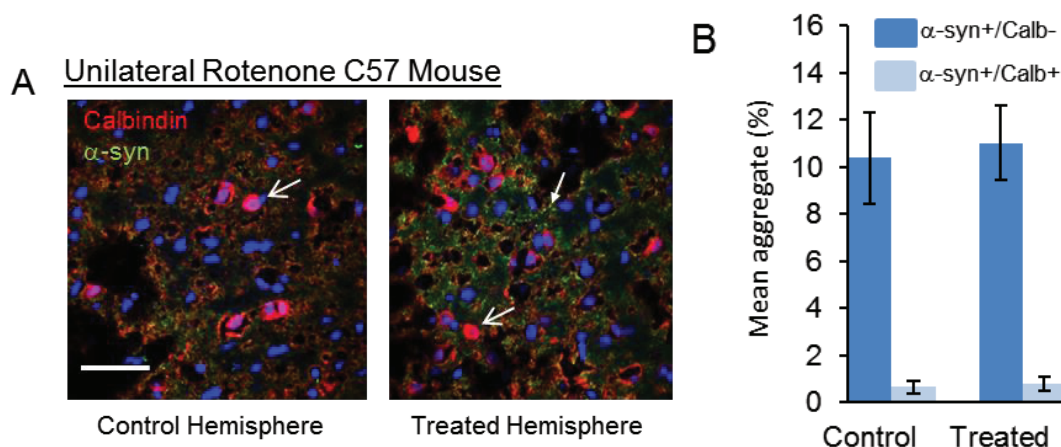 A
Unilateral Rotenone C57 Mouse
Calbindin
α-syn
Control Hemisphere
Treated Hemisphere
B
α-syn+/Calb-
α-syn+/Calb+
Mean aggregate (%)
16
14
12
10
8
6
4
2
0
Control
Treated